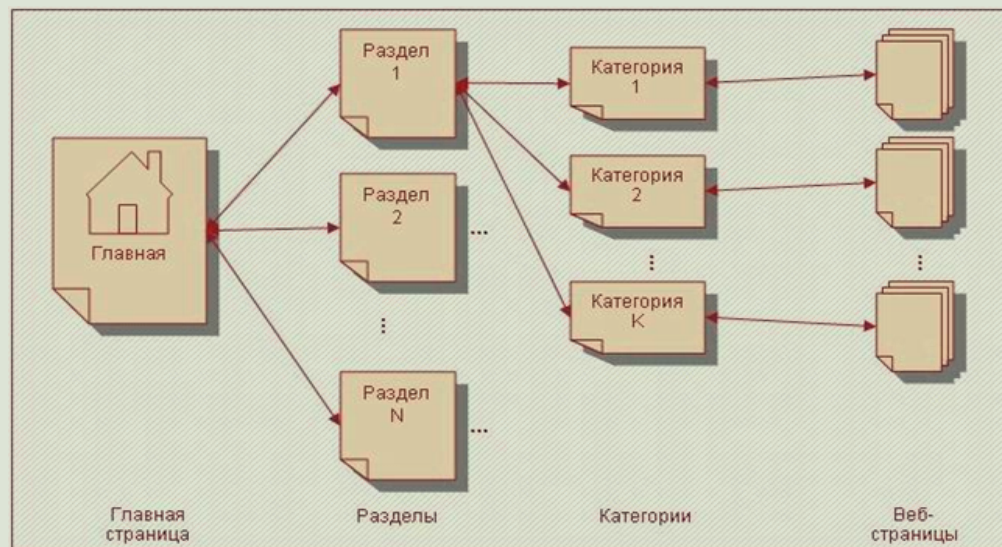 Раздел
1
Категория
1
Категория
2
Главная
Раздел
2
...
...
...
...
Категория
K
Раздел
N
...
Главная
страница
Разделы
Категории
Веб-
страницы